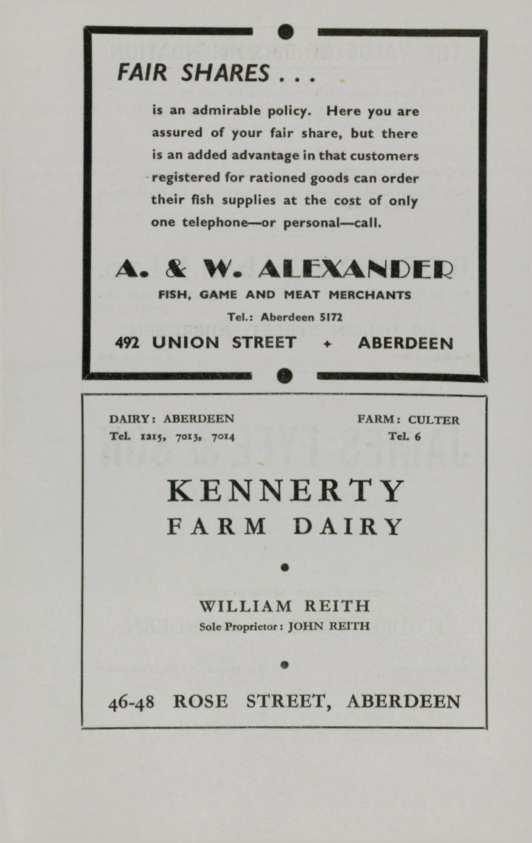 FAIR SHARES . . .
is an admirable policy. Here you are
assured of your fair share, but there
is an added advantage in that customers
registered for rationed goods can order
their fish supplies at the cost of only
one telephone—or personal—call.
A. & W. ALEXANDER
FISH, GAME AND MEAT MERCHANTS
Tel.: Aberdeen 5172
492 UNION STREET + ABERDEEN
DAIRY: ABERDEEN FARM: CULTER
Tel. 1215, 7013, 7014 Tel. 6
KENNERTY
FARM DAIRY
WILLIAM REITH
Sole Proprietor: JOHN REITH
46-48 ROSE STREET, ABERDEEN